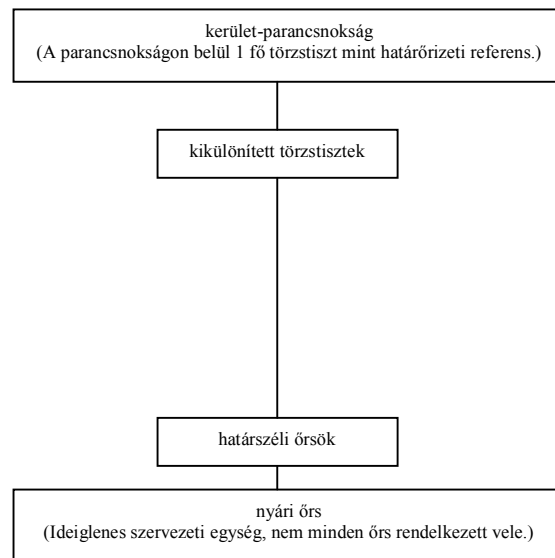 kerület-parancsnokság
(A parancsnokságon belül 1 fő törzstiszt mint határőrizeti referens.)
kikülönített törzstisztek
határszéli őrsök
nyári őrs
(Ideiglenes szervezeti egység, nem minden őrs rendelkezett vele.)